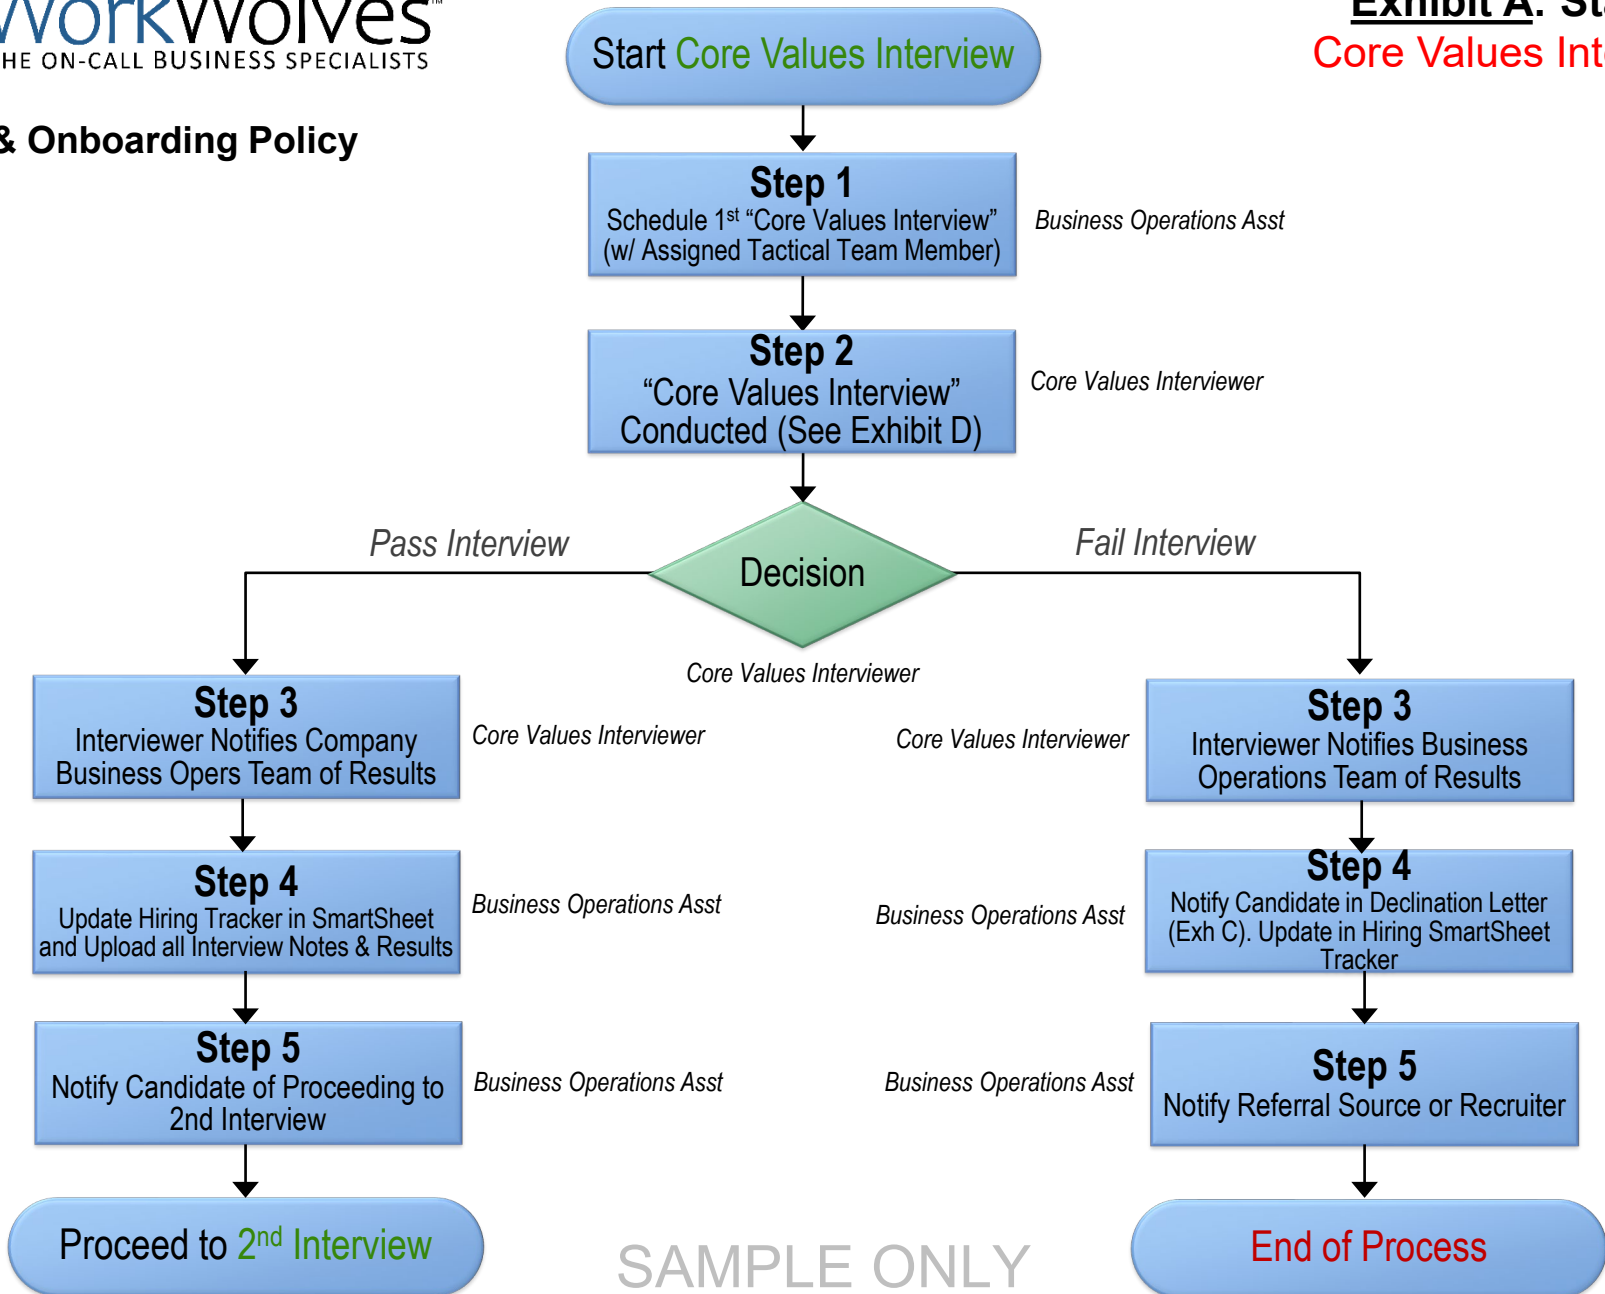 WorkWolves™
HE ON-CALL BUSINESS SPECIALISTS
& Onboarding Policy
Exhibit A: Sta
Core Values Int
Start Core Values Interview
Step 1
Schedule 1st “Core Values Interview”
(w/ Assigned Tactical Team Member)
Business Operations Asst
Step 2
“Core Values Interview”
Conducted (See Exhibit D)
Core Values Interviewer
Pass Interview
Decision
Fail Interview
Core Values Interviewer
Step 3
Interviewer Notifies Company
Business Opers Team of Results
Core Values Interviewer
Core Values Interviewer
Step 3
Interviewer Notifies Business
Operations Team of Results
Step 4
Update Hiring Tracker in SmartSheet
and Upload all Interview Notes & Results
Business Operations Asst
Business Operations Asst
Step 4
Notify Candidate in Declination Letter
(Exh C). Update in Hiring SmartSheet
Tracker
Step 5
Notify Candidate of Proceeding to
2nd Interview
Business Operations Asst
Business Operations Asst
Step 5
Notify Referral Source or Recruiter
Proceed to 2nd Interview
SAMPLE ONLY
End of Process